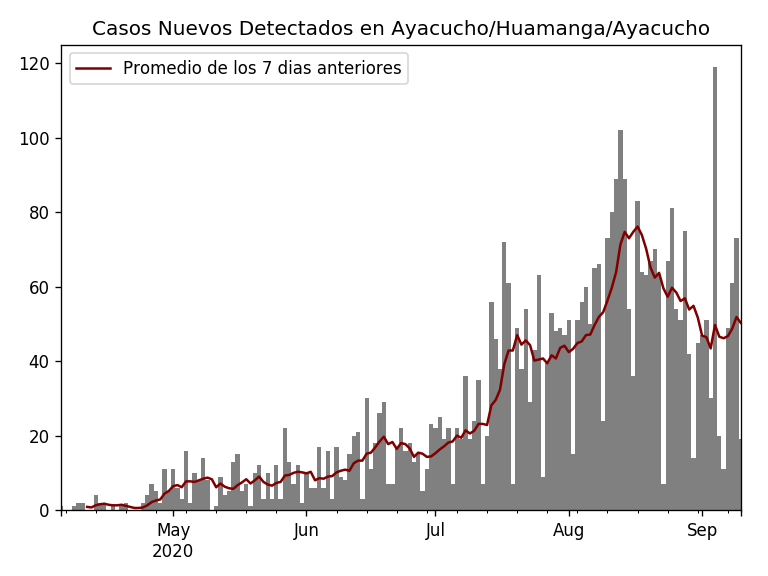 Casos Nuevos Detectados en Ayacucho/Huamanga/Ayacucho
Promedio de los 7 dias anteriores
120
100
80
60
40
20
0
May Jun Jul Aug Sep
2020